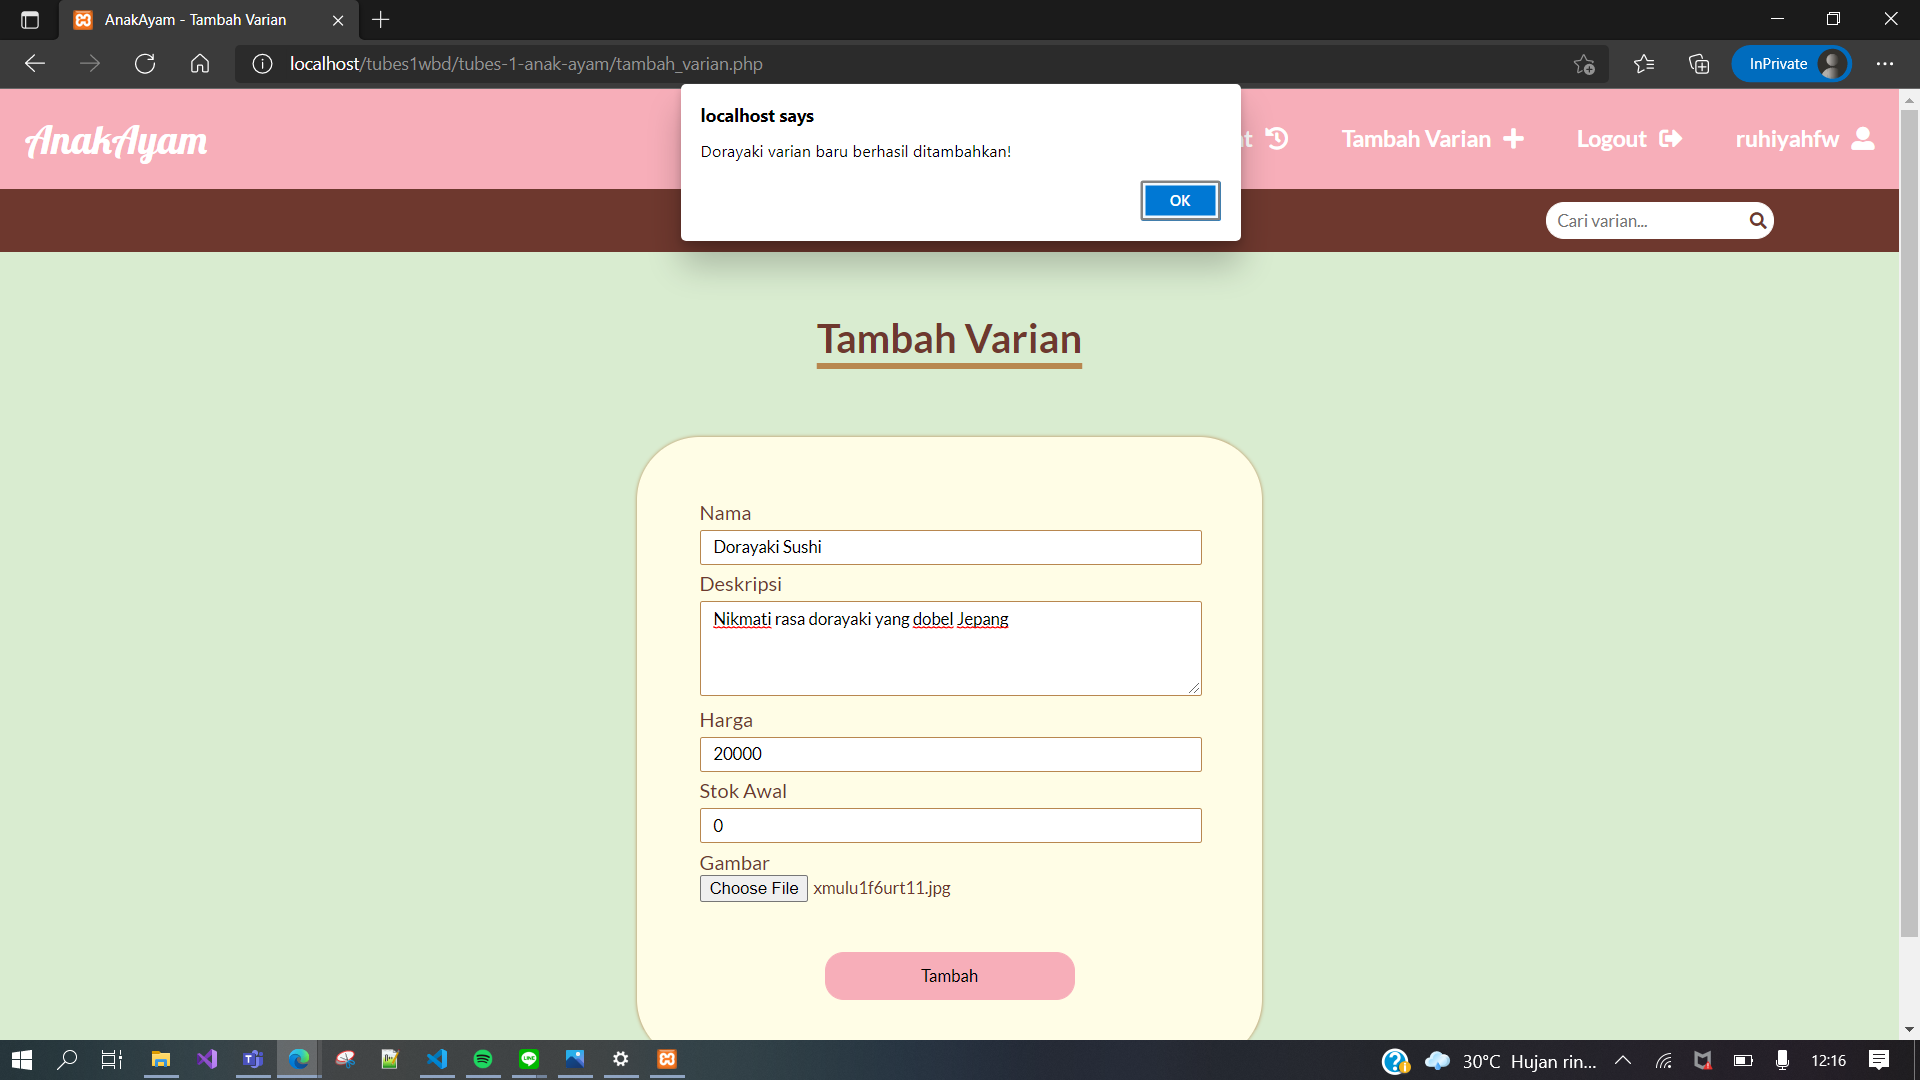 AnakAyam - Tambah Varian
localhost/tubes1wbd/tubes-1-anak-ayam/tambah_varian.php
InPrivate
localhost says
Dorayaki varian baru berhasil ditambahkan!
OK
AnakAyam
Tambah Varian
Logout
ruhiyahfw
Cari varian...
Tambah Varian
Nama
Dorayaki Sushi
Deskripsi
Nikmati rasa dorayaki yang dobel Jepang
Harga
20000
Stok Awal
0
Gambar
Choose File xmulu1f6urt11.jpg
Tambah
30°C Hujan rin...
12:16